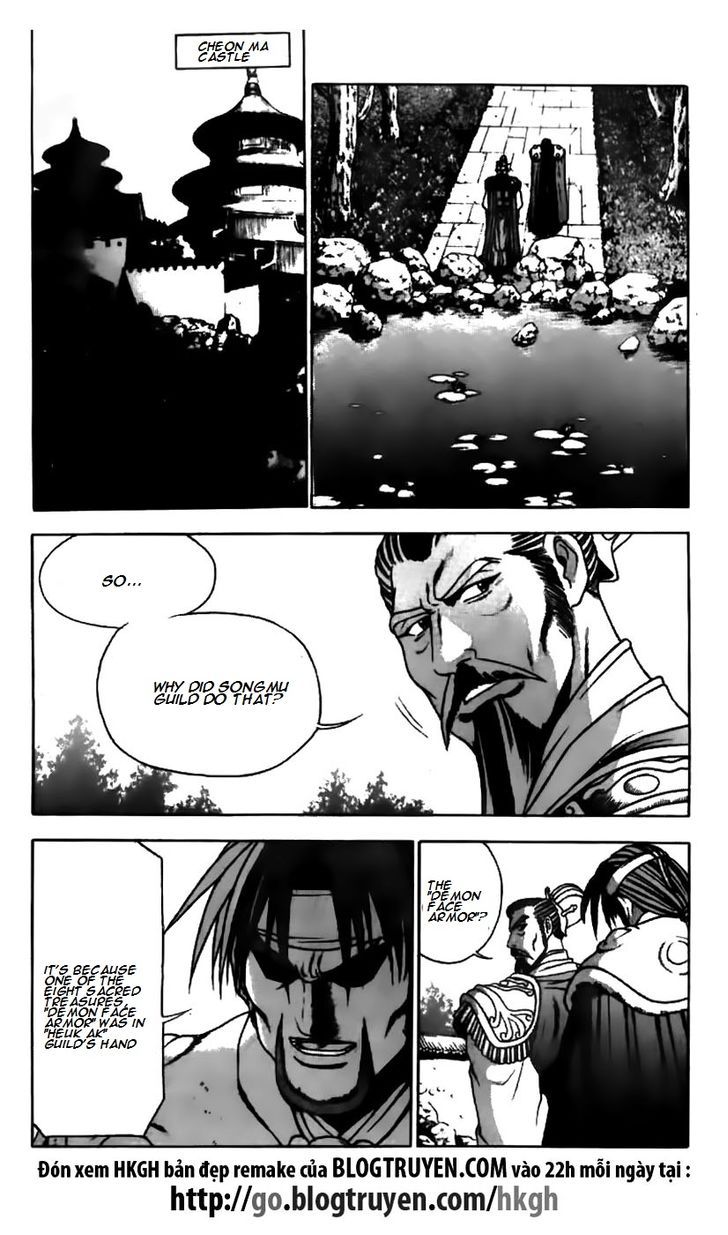 CHEON MA
CASTLE
SO...
WHY DID SONGMU
GUILD DO THAT?
IT'S BECAUSE
ONE OF THE
EIGHT SACRED
TREASURES,
"DEMON FACE
ARMOR" WAS IN
"HEUK AK"
GUILD'S HAND
THE
"DEMON
FACE
ARMOR"?
Đón xem HKGH bản đẹp remake của BLOGTRUYEN.COM vào 22h mỗi ngày tại :
http://go.blogtruyen.com/hkgh